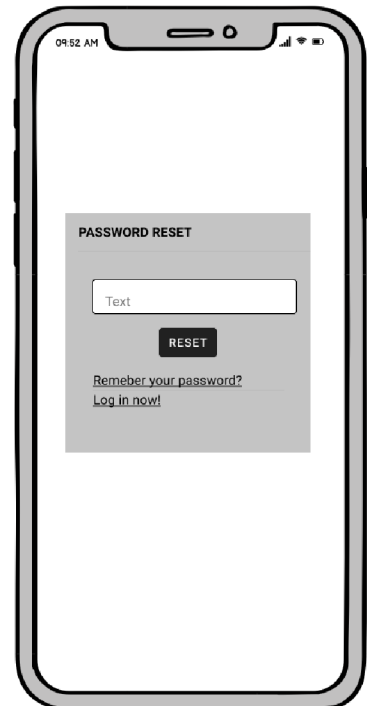 09:52 AM
PASSWORD RESET
Text
RESET
Remeber your password?
Log in now!